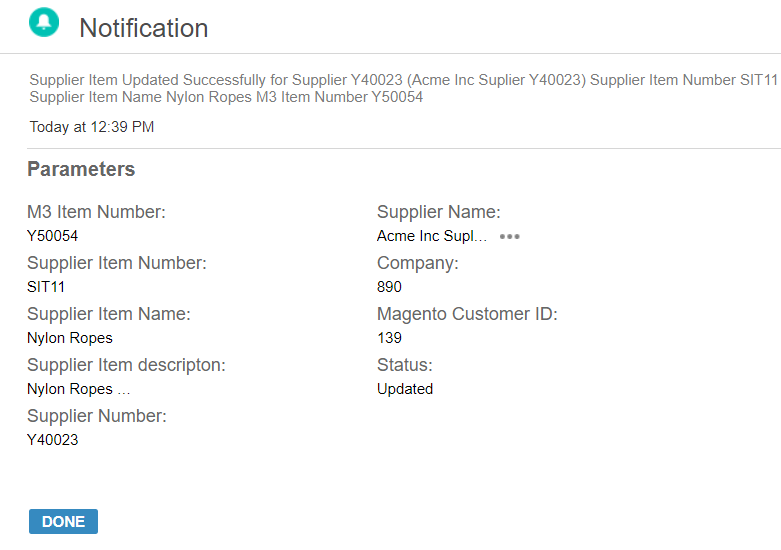 Notification
Supplier Item Updated Successfully for Supplier Y40023 (Acme Inc Suplier Y40023) Supplier Item Number SIT11
Supplier Item Name Nylon Ropes M3 Item Number Y50054
Today at 12:39 PM
Parameters
M3 Item Number:
Y50054
Supplier Item Number:
SIT11
Supplier Item Name:
Nylon Ropes
Supplier Item descripton:
Nylon Ropes ...
Supplier Number:
Y40023
Supplier Name:
Acme Inc Supl...
Company:
890
Magento Customer ID:
139
Status:
Updated
DONE